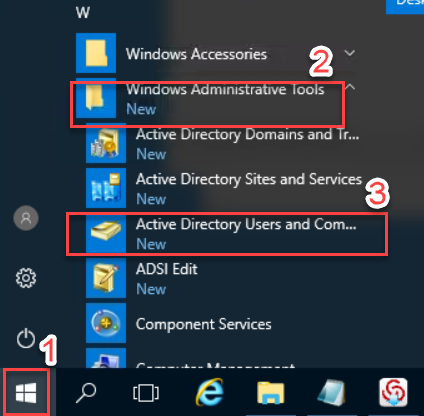 Desk
W
Windows Accessories
2
Windows Administrative Tools
New
Active Directory Domains and Tr...
New
Active Directory Sites and Services
New
3
Active Directory Users and Com...
New
ADSI Edit
New
Component Services
1
Computer Management